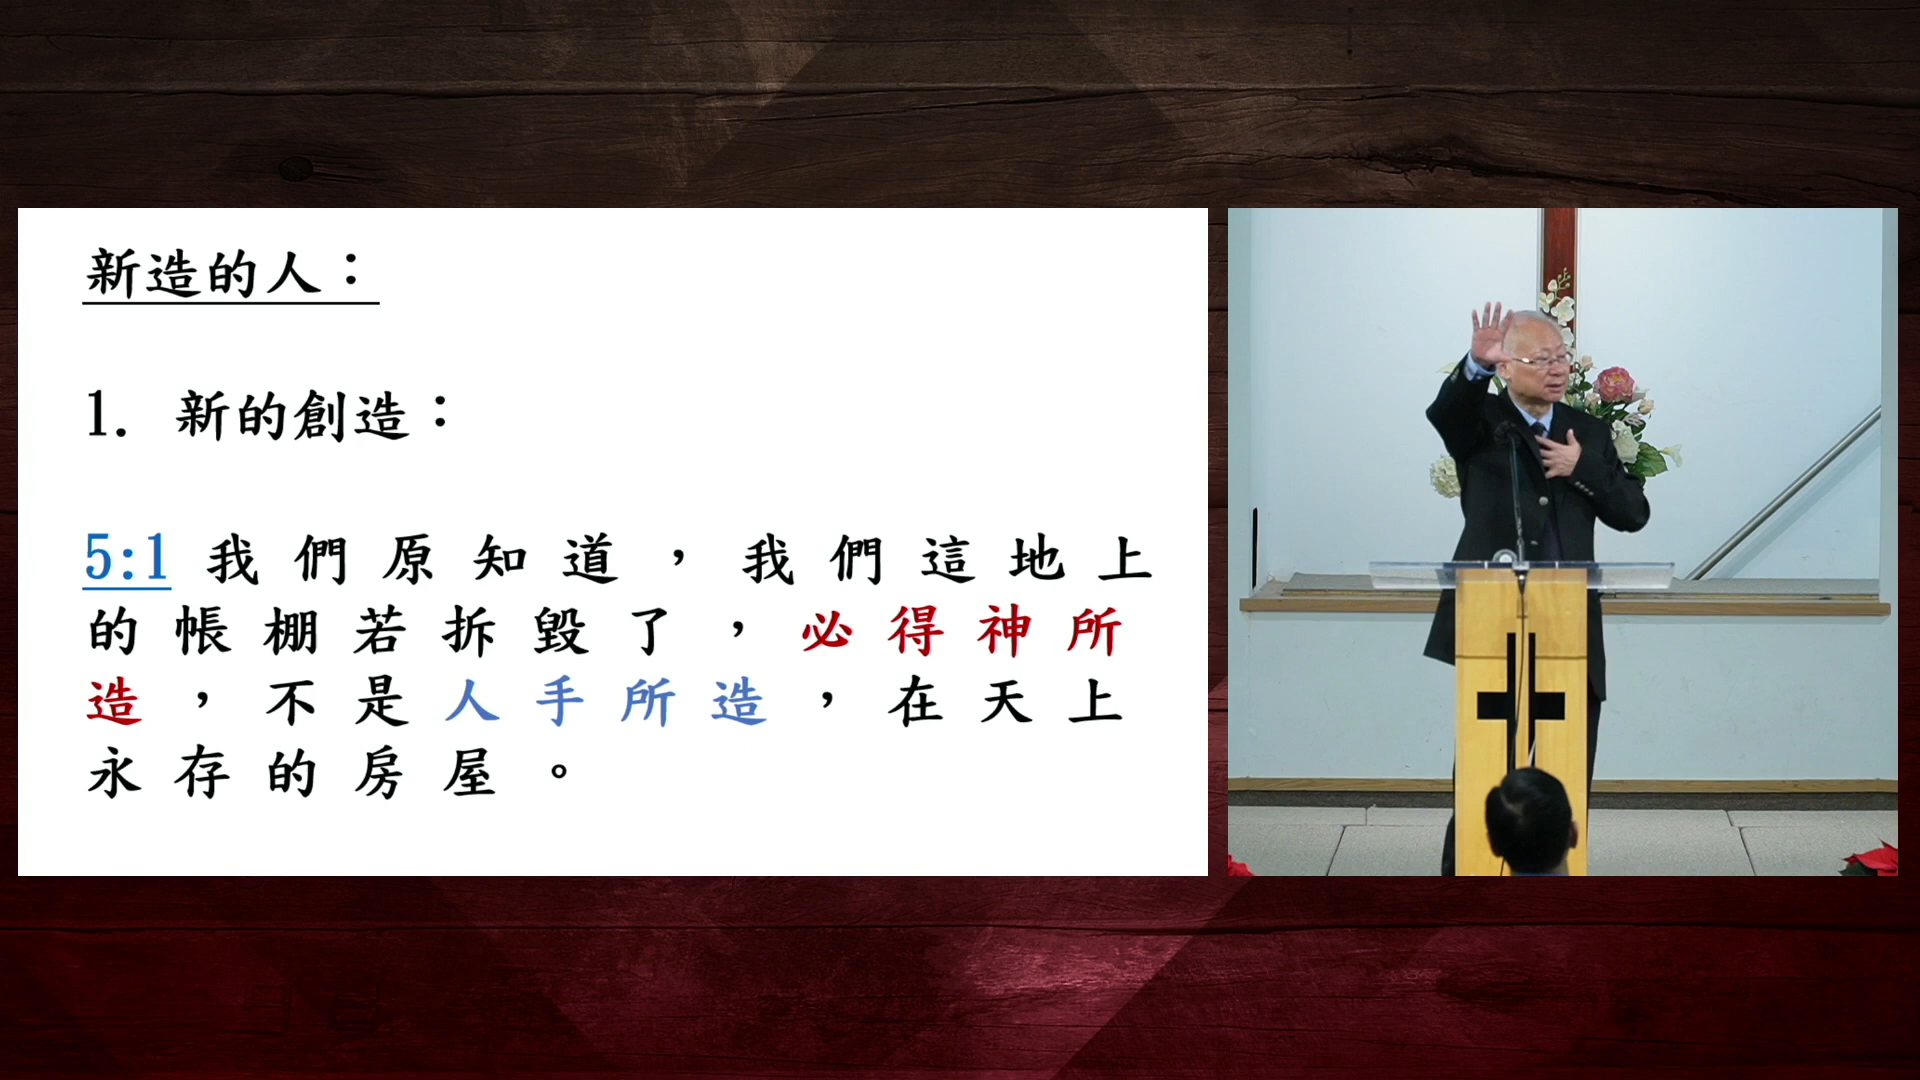 新造的人：
1. 新的創造：
5:1 我們原知道，我們這地上
的帳棚若拆毀了，必得神所
造，不是人手所造，在天上
永存的房屋。